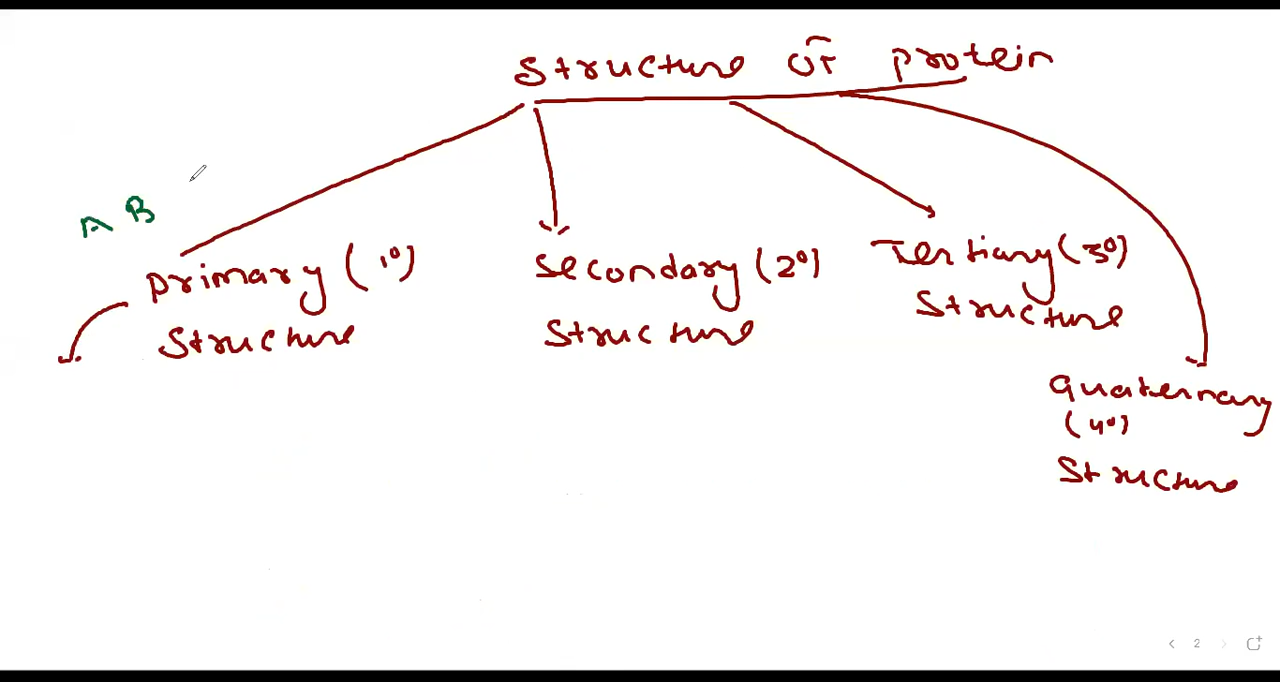 Structure of protein
A B
Primary (1°)
Structure
Secondary (2°)
Structure
Tertiary (3°)
Structure
Quaternary
(4°)
Structure
2